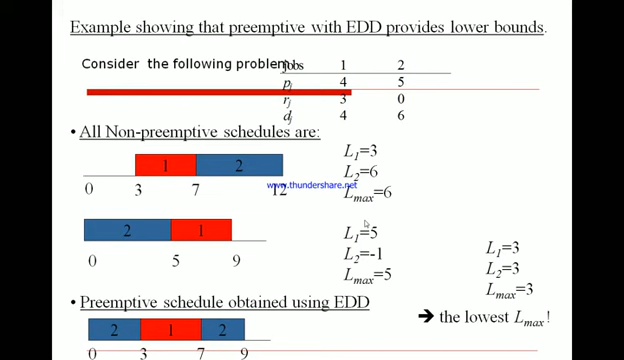 Example showing that preemptive with EDD provides lower bounds.
Consider the following problem:
jobs 1 2
pj 4 5
rj 3 0
dj 4 6
• All Non-preemptive schedules are:
1 2
0 3 7 12
L1=3
L2=6
Lmax=6
www.thundershare.net
2 1
0 5 9
L1=5
L2=-1
Lmax=5
L1=3
L2=3
Lmax=3
➔ the lowest Lmax!
• Preemptive schedule obtained using EDD
2 1 2
0 3 7 9